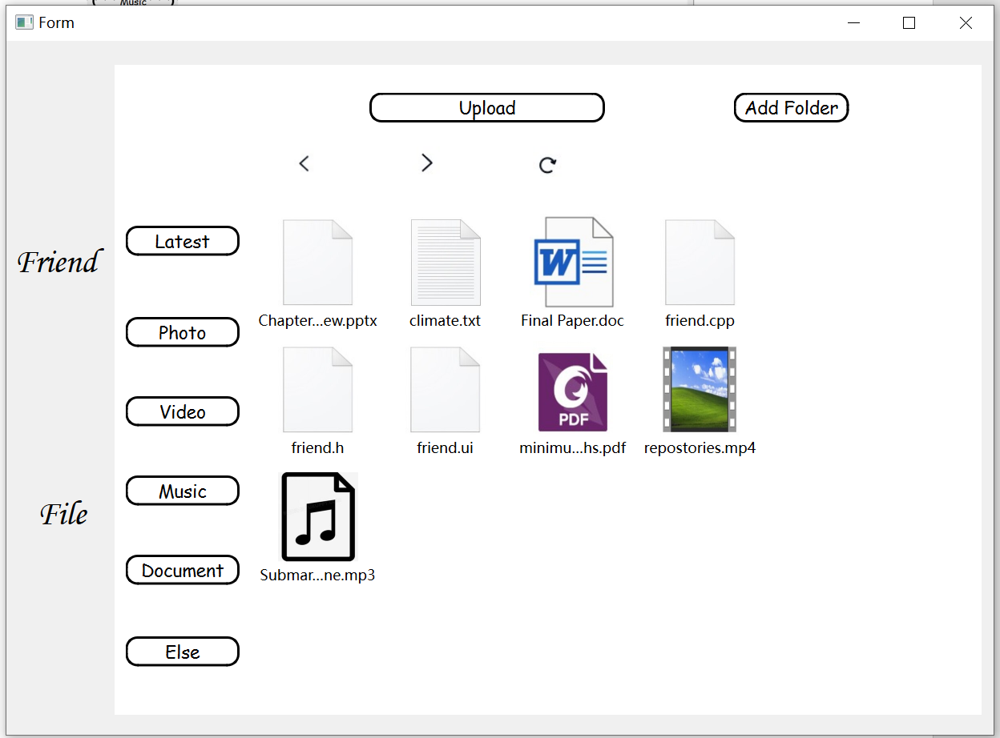 Music
Form
Upload
Add Folder
Friend
File
Latest
Photo
Video
Music
Document
Else
Chapter...ew.pptx
climate.txt
W
Final Paper.doc
friend.cpp
friend.h
friend.ui
PDF
minimu...hs.pdf
repostories.mp4
Submar...ne.mp3